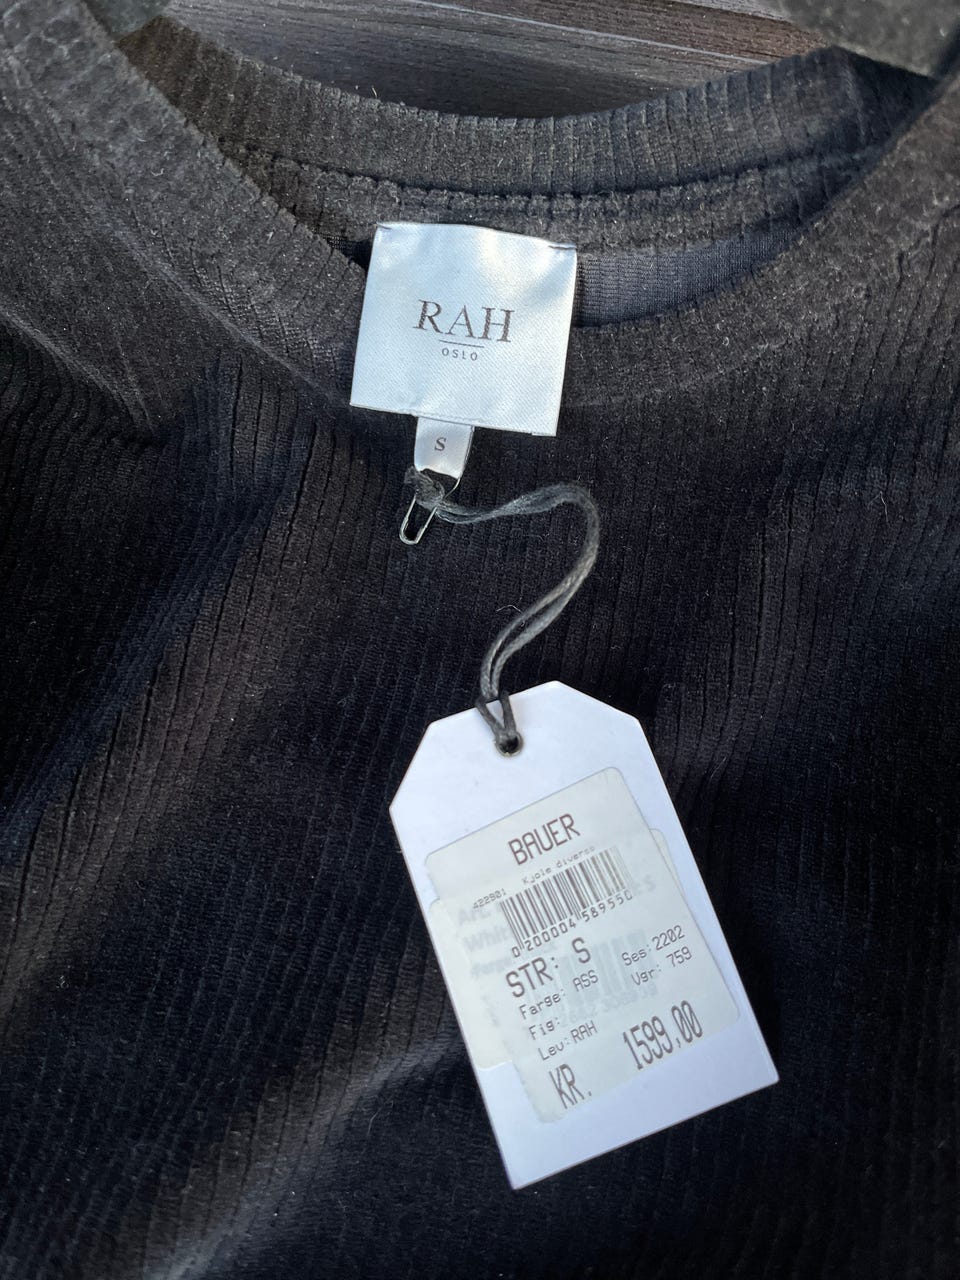 RAH
OSLO
S
BAUER
422901 Kjole diverse
0 200004 589550
STR: S
Farge: ASS Ses:2202
Fig: Vgr: 759
Lev:RAH
KR. 1599,00